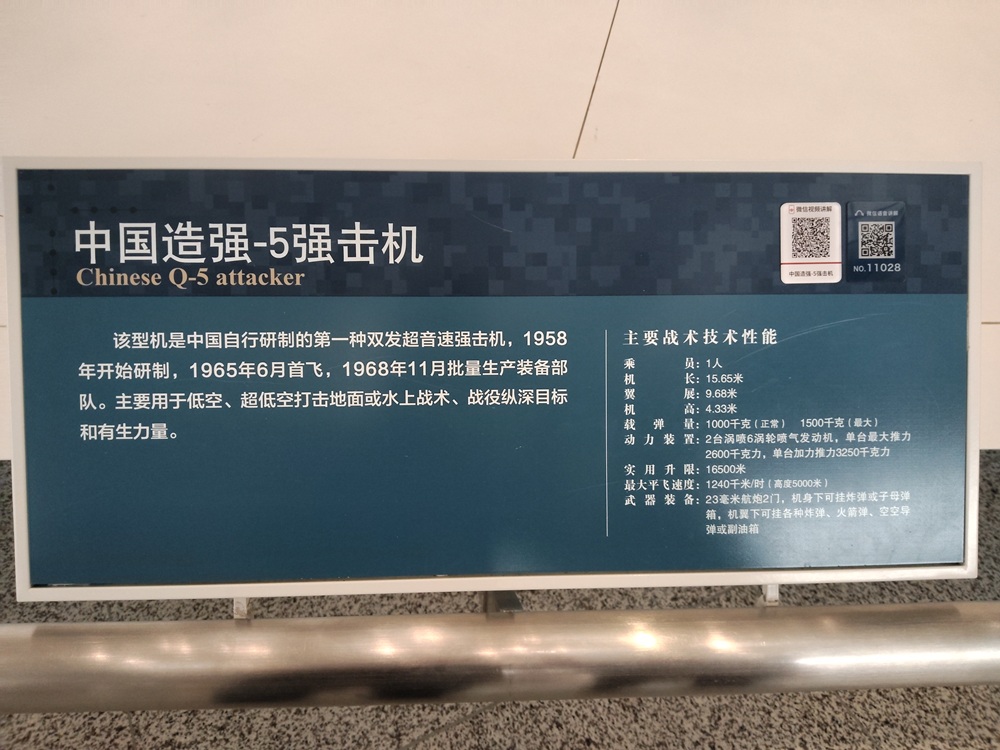 中国造强-5强击机
Chinese Q-5 attacker
微信视频讲解
中国造强-5强击机
微信语音讲解
NO.11028
该型机是中国自行研制的第一种双发超音速强击机，1958
年开始研制，1965年6月首飞，1968年11月批量生产装备部
队。主要用于低空、超低空打击地面或水上战术、战役纵深目标
和有生力量。
主要战术技术性能
乘员：1人
机长：15.65米
翼展：9.68米
机高：4.33米
载弹量：1000千克（正常） 1500千克（最大）
动力装置：2台涡喷6涡轮喷气发动机，单台最大推力
2600千克力，单台加力推力3250千克力
实用升限：16500米
最大平飞速度：1240千米/时（高度5000米）
武器装备：23毫米航炮2门，机身下可挂炸弹或子母弹
箱，机翼下可挂各种炸弹、火箭弹、空空导
弹或副油箱